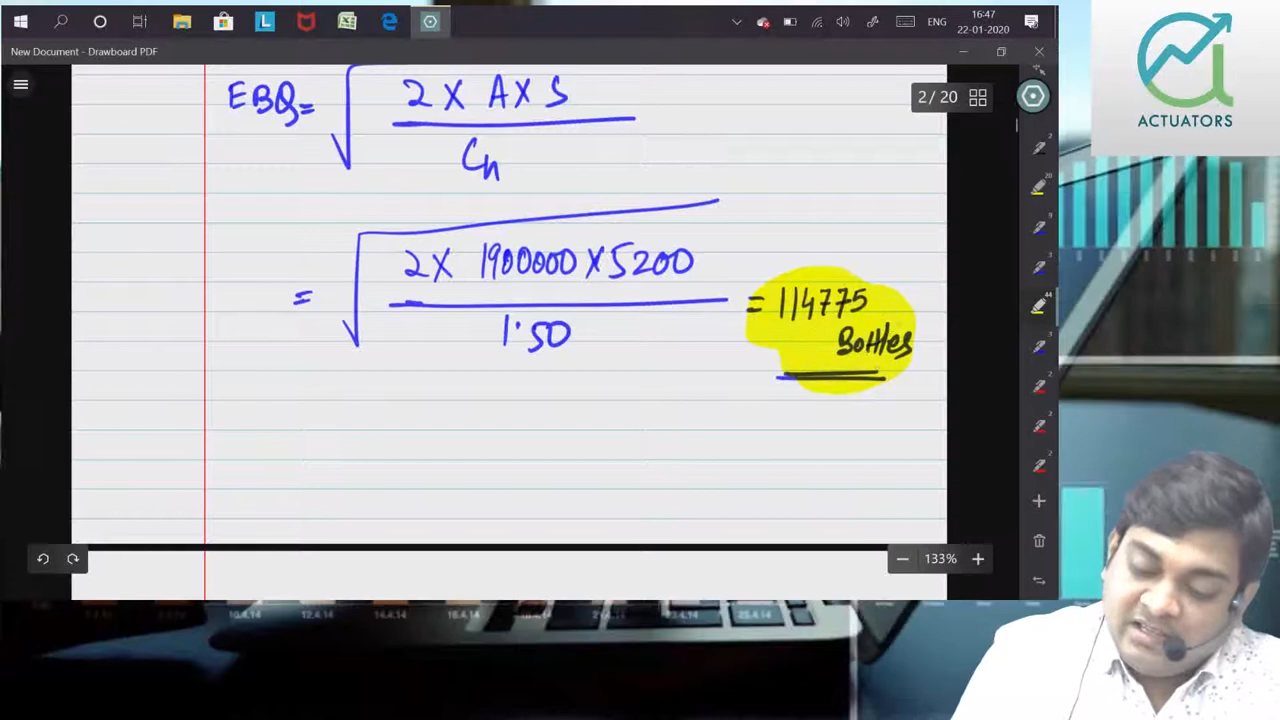 16:47
ENG
22-01-2020
New Document - Drawboard PDF
ACTUATORS
2 / 20
EBQ= √ 2 X A X S
Ch
= √ 2 X 1900000 X 5200
1.50
= 114775
Bottles
133%